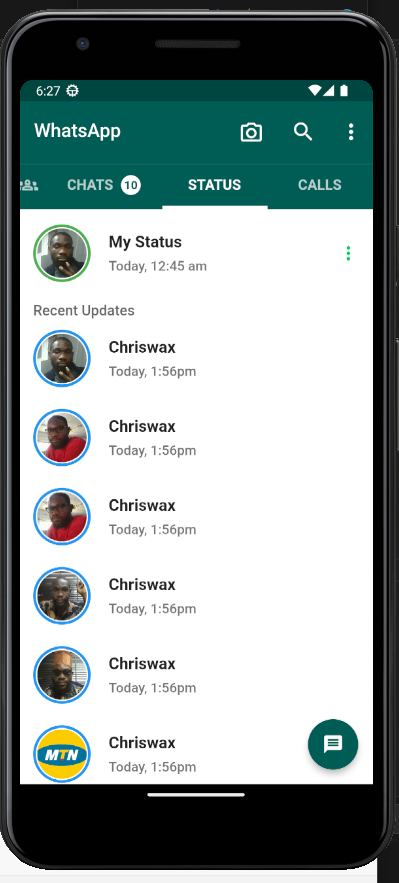 6:27
WhatsApp
CHATS 10 STATUS CALLS
My Status
Today, 12:45 am
Recent Updates
Chriswax
Today, 1:56pm
Chriswax
Today, 1:56pm
Chriswax
Today, 1:56pm
Chriswax
Today, 1:56pm
Chriswax
Today, 1:56pm
MTN
Chriswax
Today, 1:56pm